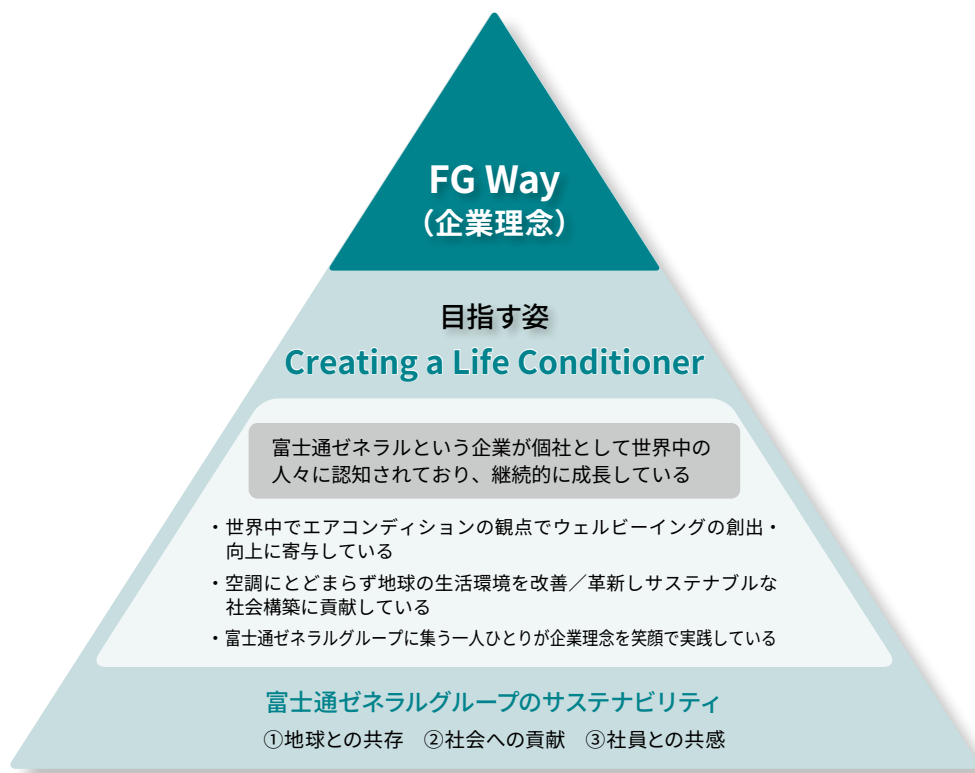 FG Way
（企業理念）
目指す姿
Creating a Life Conditioner
富士通ゼネラルという企業が個社として世界中の
人々に認知されており、継続的に成長している
・世界中でエアコンディションの観点でウェルビーイングの創出・
向上に寄与している
・空調にとどまらず地球の生活環境を改善／革新しサステナブルな
社会構築に貢献している
・富士通ゼネラルグループに集う一人ひとりが企業理念を笑顔で実践している
富士通ゼネラルグループのサステナビリティ
①地球との共存　②社会への貢献　③社員との共感